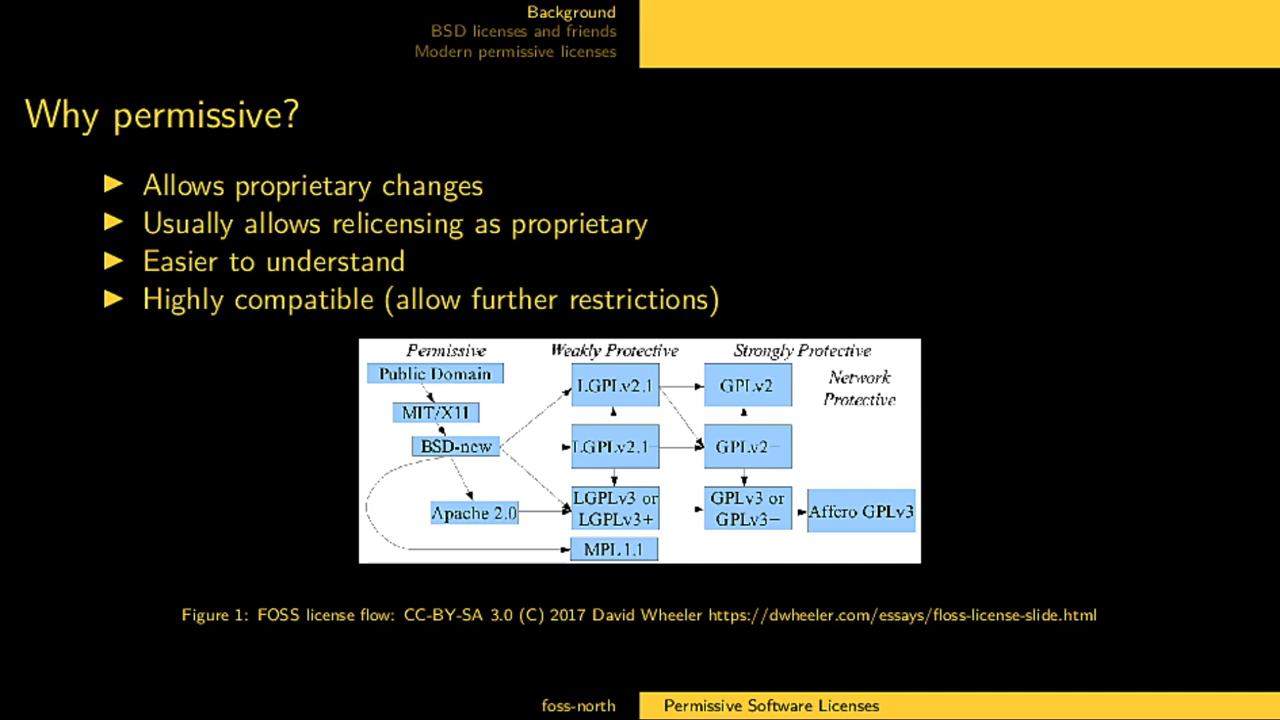 Background
BSD licenses and friends
Modern permissive licenses
Why permissive?
Allows proprietary changes
Usually allows relicensing as proprietary
Easier to understand
Highly compatible (allow further restrictions)
Permissive
Weakly Protective
Strongly Protective
Network
Protective
Public Domain
MIT/X11
BSD-new
Apache 2.0
LGPLv2.1
LGPLv2.1
LGPLv3 or
LGPLv3+
MPL 1.1
GPLv2
GPLv2
GPLv3 or
GPLv3
Affero GPLv3
Figure 1: FOSS license flow: CC-BY-SA 3.0 (C) 2017 David Wheeler https://dwheeler.com/essays/floss-license-slide.html
foss-north
Permissive Software Licenses